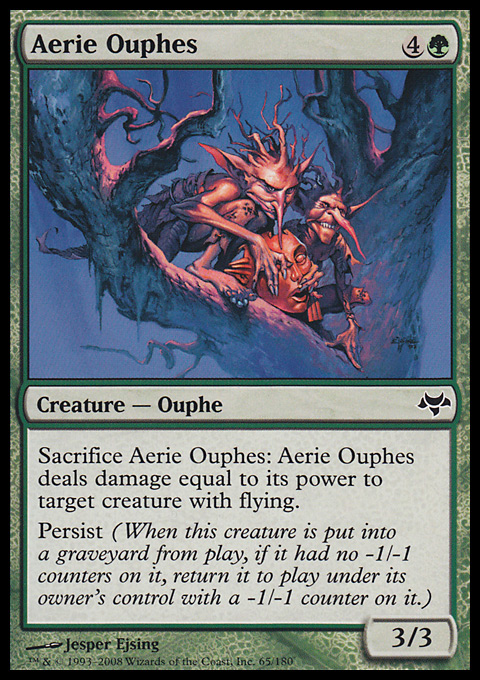 Aerie Ouphes 4
Creature — Ouphe
Sacrifice Aerie Ouphes: Aerie Ouphes
deals damage equal to its power to
target creature with flying.
Persist (When this creature is put into
a graveyard from play, if it had no -1/-1
counters on it, return it to play under its
owner's control with a -1/-1 counter on it.)
Jesper Ejsing
3/3
™ & © 1993–2008 Wizards of the Coast, Inc. 65/180